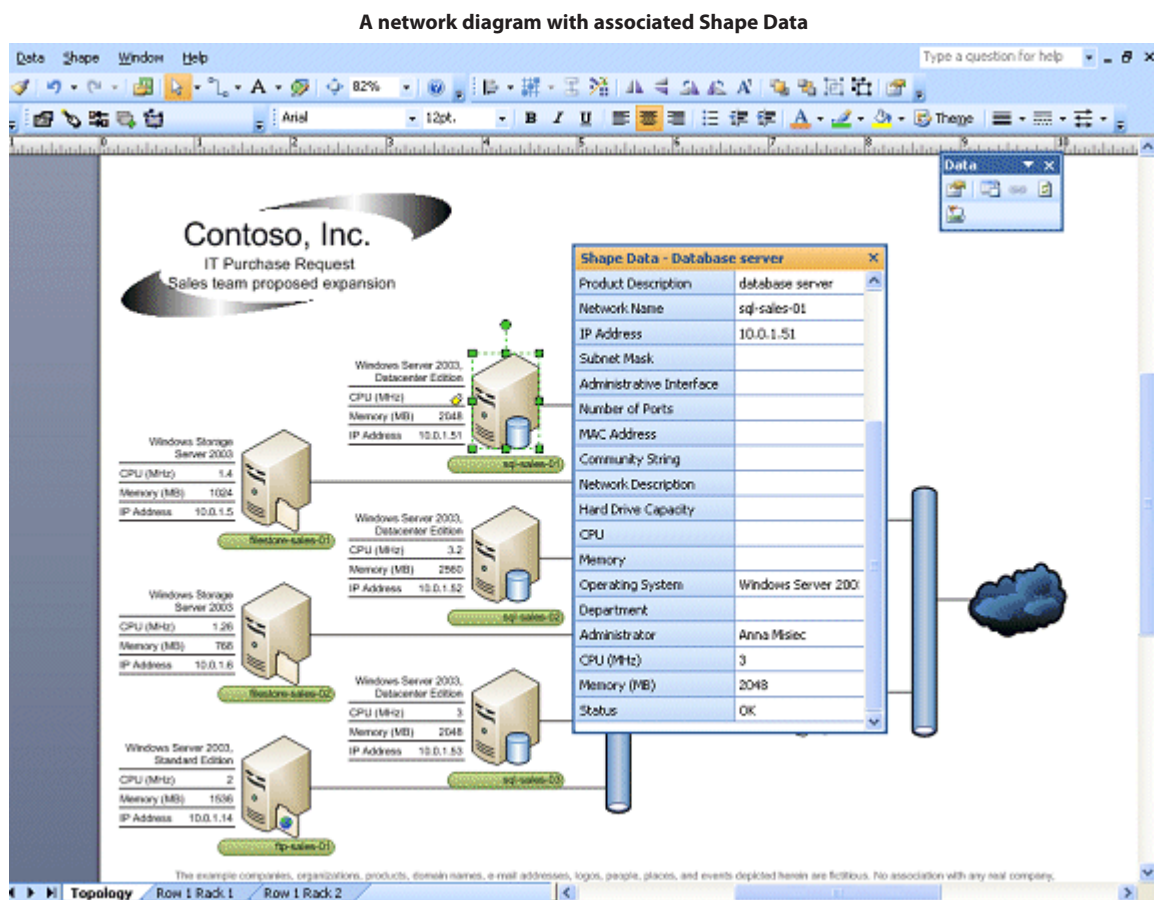 A network diagram with associated Shape Data
Data Shape Window Help
Type a question for help
82%
Arial
12pt.
B I U
Theme
0 1 2 3 4 5 6 7 8 9 10
Data
Contoso, Inc.
IT Purchase Request
Sales team proposed expansion
Windows Server 2003,
Datacenter Edition
CPU (MHz)
Memory (MB) 2048
IP Address 10.0.1.51
sql-sales-01
Windows Storage
Server 2003
CPU (MHz) 1.4
Memory (MB) 1024
IP Address 10.0.1.5
filestore-sales-01
Windows Server 2003,
Datacenter Edition
CPU (MHz) 3.2
Memory (MB) 2560
IP Address 10.0.1.52
sql-sales-02
Windows Storage
Server 2003
CPU (MHz) 1.26
Memory (MB) 768
IP Address 10.0.1.6
filestore-sales-02
Windows Server 2003,
Datacenter Edition
CPU (MHz) 3
Memory (MB) 2048
IP Address 10.0.1.53
sql-sales-03
Windows Server 2003,
Standard Edition
CPU (MHz) 2
Memory (MB) 1536
IP Address 10.0.1.14
ftp-sales-01
Shape Data - Database server
Product Description database server
Network Name sql-sales-01
IP Address 10.0.1.51
Subnet Mask
Administrative Interface
Number of Ports
MAC Address
Community String
Network Description
Hard Drive Capacity
CPU
Memory
Operating System Windows Server 200
Department
Administrator Anna Misiec
CPU (MHz) 3
Memory (MB) 2048
Status OK
The example companies, organizations, products, domain names, e-mail addresses, logos, people, places, and events depicted herein are fictitious. No association with any real company,
Topology Row 1 Rack 1 Row 1 Rack 2